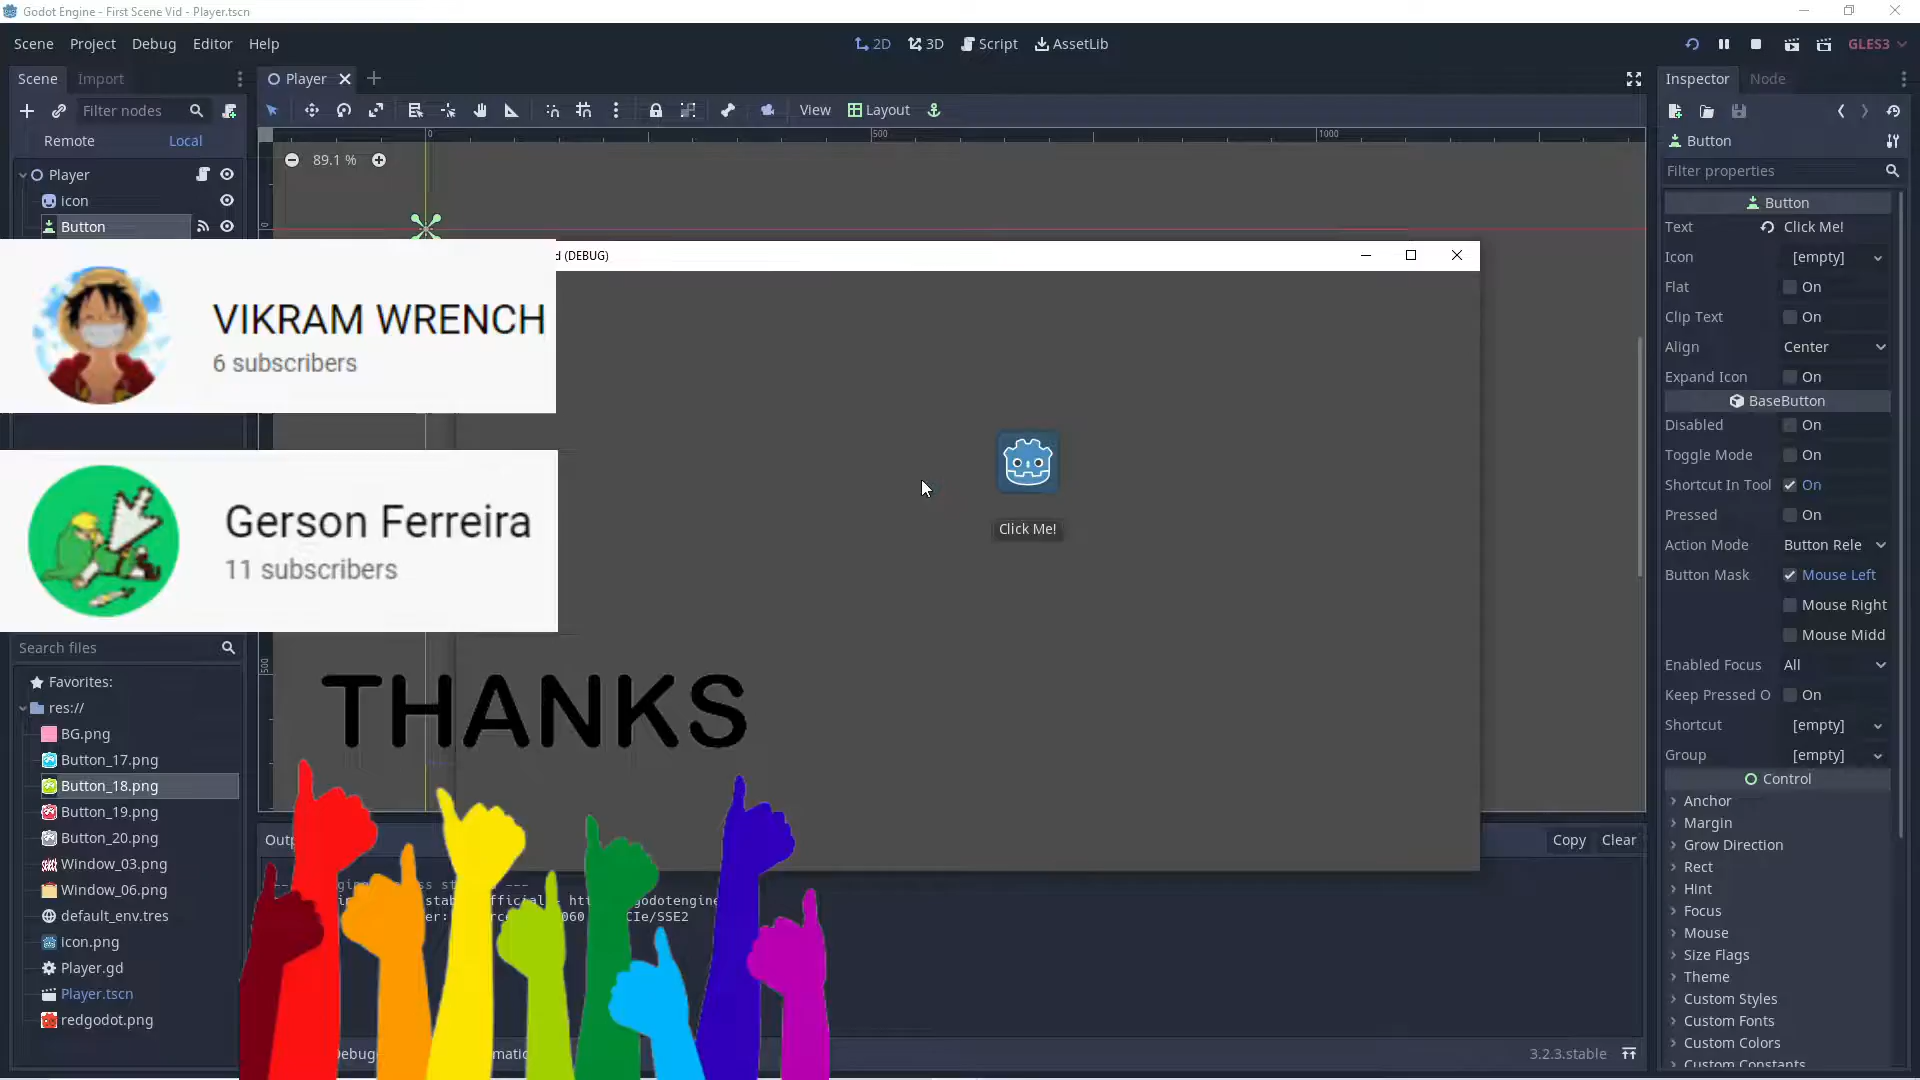 Godot Engine - First Scene Vid - Player.tscn
Scene Project Debug Editor Help
2D 3D Script AssetLib
GLES3
Scene Import
Player
Inspector Node
Filter nodes
View Layout
Remote Local
89.1 %
0 500 1000
0
500
Player
icon
Button
d (DEBUG)
VIKRAM WRENCH
6 subscribers
Gerson Ferreira
11 subscribers
Click Me!
THANKS
Search files
Favorites:
res://
BG.png
Button_17.png
Button_18.png
Button_19.png
Button_20.png
Window_03.png
Window_06.png
default_env.tres
icon.png
Player.gd
Player.tscn
redgodot.png
Copy Clear
060
CIe/SSE2
3.2.3.stable
Button
Filter properties
Button
Text Click Me!
Icon [empty]
Flat On
Clip Text On
Align Center
Expand Icon On
BaseButton
Disabled On
Toggle Mode On
Shortcut In Tool On
Pressed On
Action Mode Button Rele
Button Mask Mouse Left
Mouse Right
Mouse Midd
Enabled Focus All
Keep Pressed O On
Shortcut [empty]
Group [empty]
Control
Anchor
Margin
Grow Direction
Rect
Hint
Focus
Mouse
Size Flags
Theme
Custom Styles
Custom Fonts
Custom Colors
Custom Constants